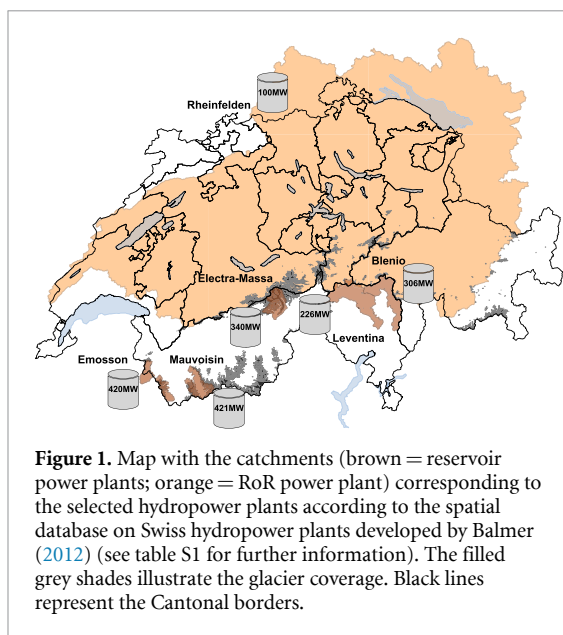 Rheinfelden
100MW
Electra-Massa
Blenio
306MW
340MW
226MW
Leventina
Emosson
Mauvoisin
420MW
421MW
Figure 1. Map with the catchments (brown = reservoir
power plants; orange = RoR power plant) corresponding to
the selected hydropower plants according to the spatial
database on Swiss hydropower plants developed by Balmer
(2012) (see table S1 for further information). The filled
grey shades illustrate the glacier coverage. Black lines
represent the Cantonal borders.